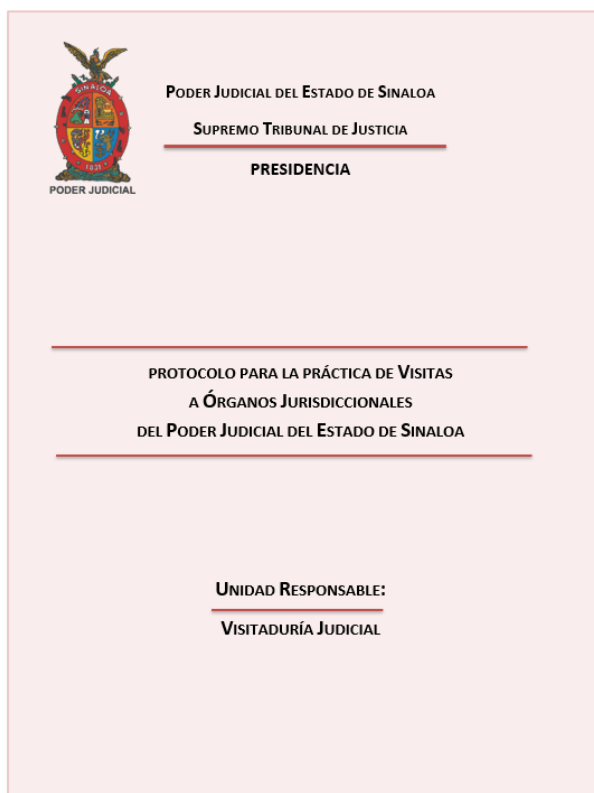 SINALOA
1831
PODER JUDICIAL
PODER JUDICIAL DEL ESTADO DE SINALOA
SUPREMO TRIBUNAL DE JUSTICIA
PRESIDENCIA
PROTOCOLO PARA LA PRÁCTICA DE VISITAS
A ÓRGANOS JURISDICCIONALES
DEL PODER JUDICIAL DEL ESTADO DE SINALOA
UNIDAD RESPONSABLE:
VISITADURÍA JUDICIAL